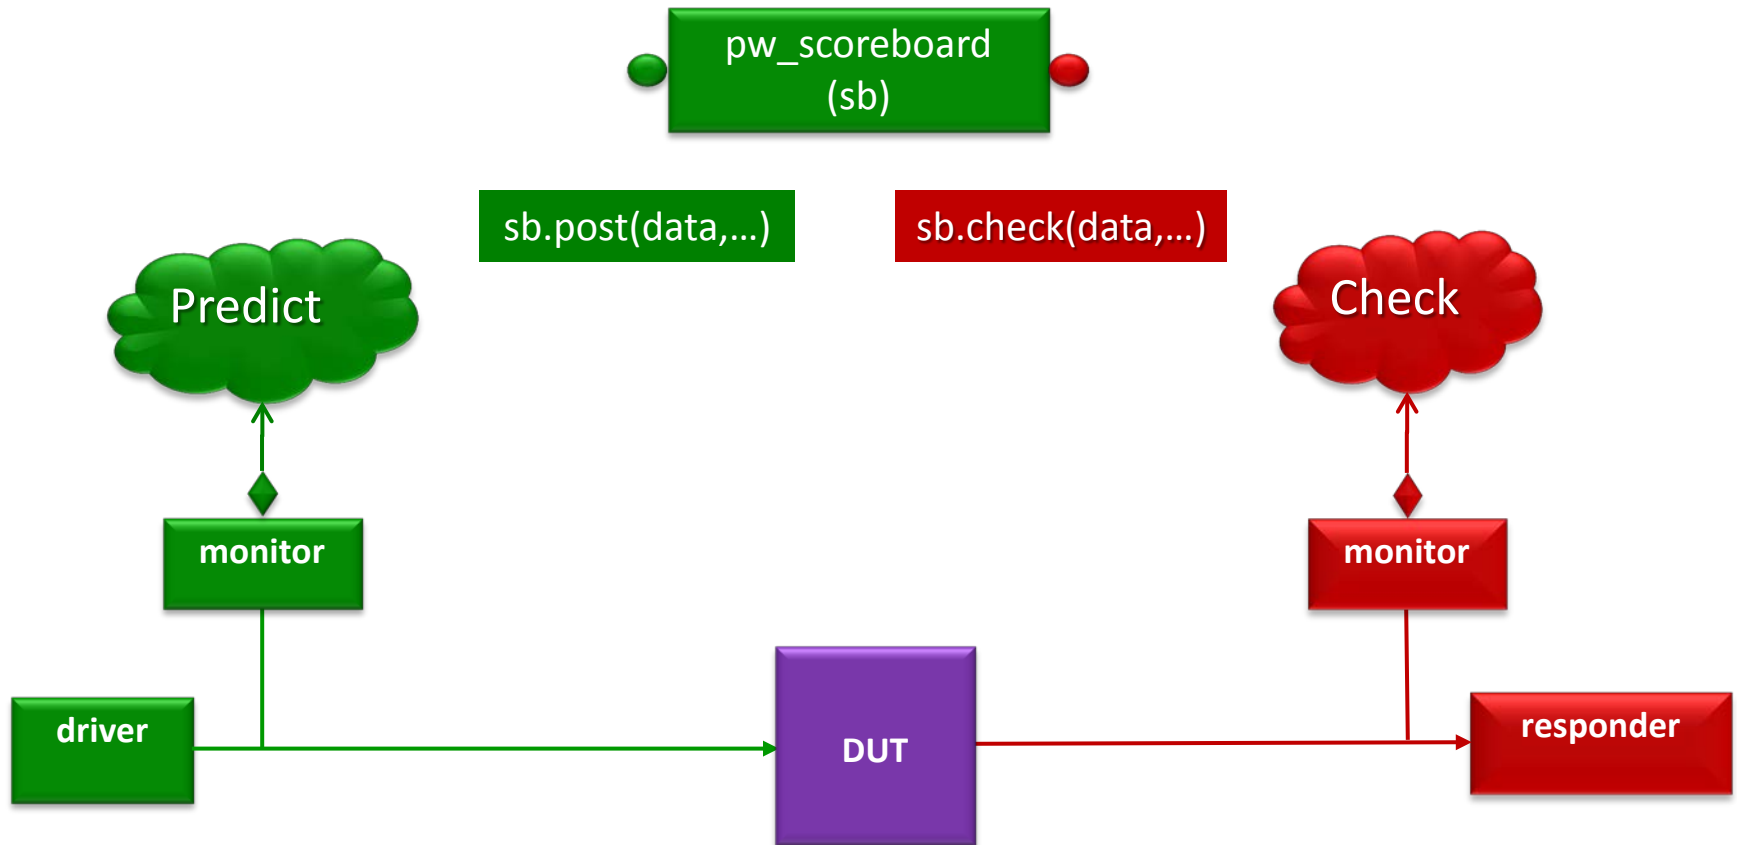 pw_scoreboard
(sb)
sb.post(data,…)
sb.check(data,…)
Predict
Check
monitor
monitor
driver
DUT
responder